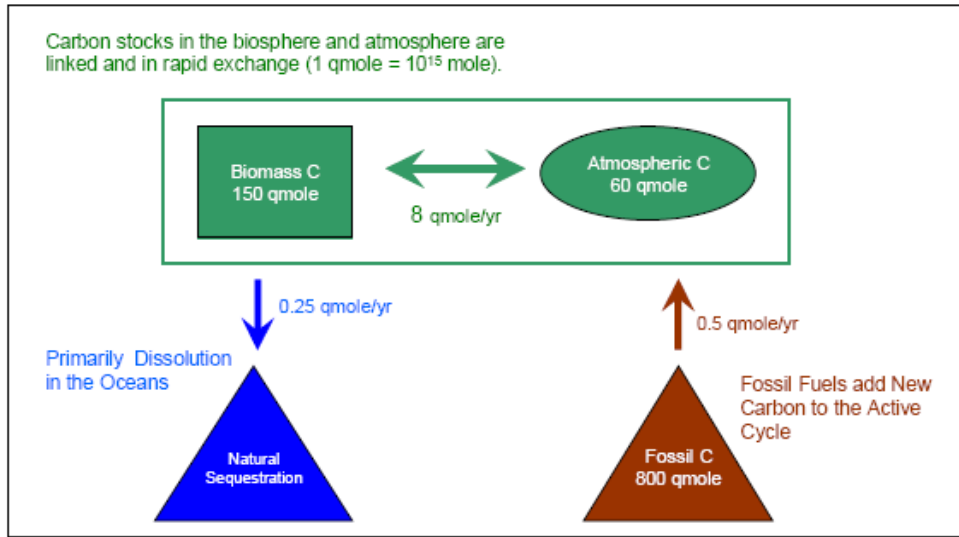 Carbon stocks in the biosphere and atmosphere are
linked and in rapid exchange (1 qmole = 10¹⁵ mole).
Biomass C
150 qmole
8 qmole/yr
Atmospheric C
60 qmole
0.25 qmole/yr
0.5 qmole/yr
Primarily Dissolution
in the Oceans
Natural
Sequestration
Fossil C
800 qmole
Fossil Fuels add New
Carbon to the Active
Cycle